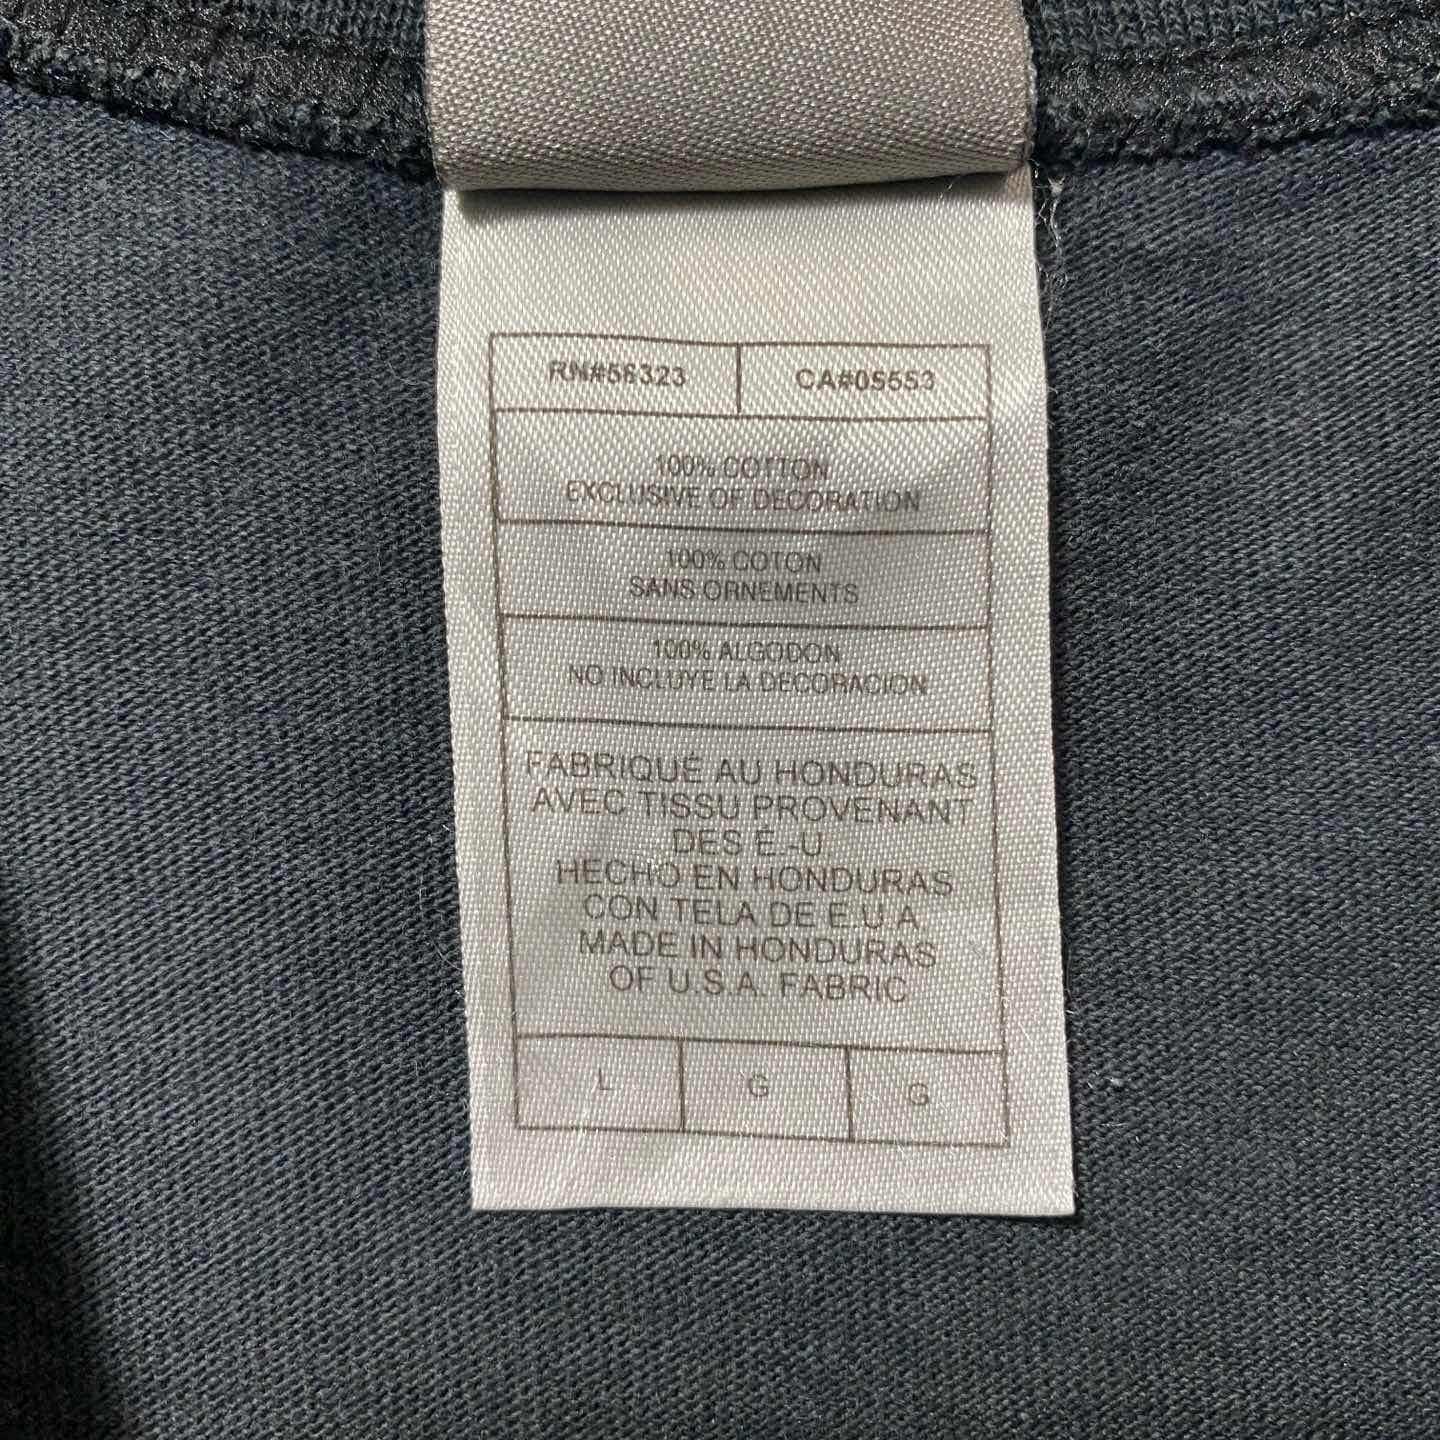 RN#56323 CA#05553
100% COTTON
EXCLUSIVE OF DECORATION
100% COTON
SANS ORNEMENTS
100% ALGODON
NO INCLUYE LA DECORACION
FABRIQUÉ AU HONDURAS
AVEC TISSU PROVENANT
DES É.-U.
HECHO EN HONDURAS
CON TELA DE E.U.A.
MADE IN HONDURAS
OF U.S.A. FABRIC
L G G